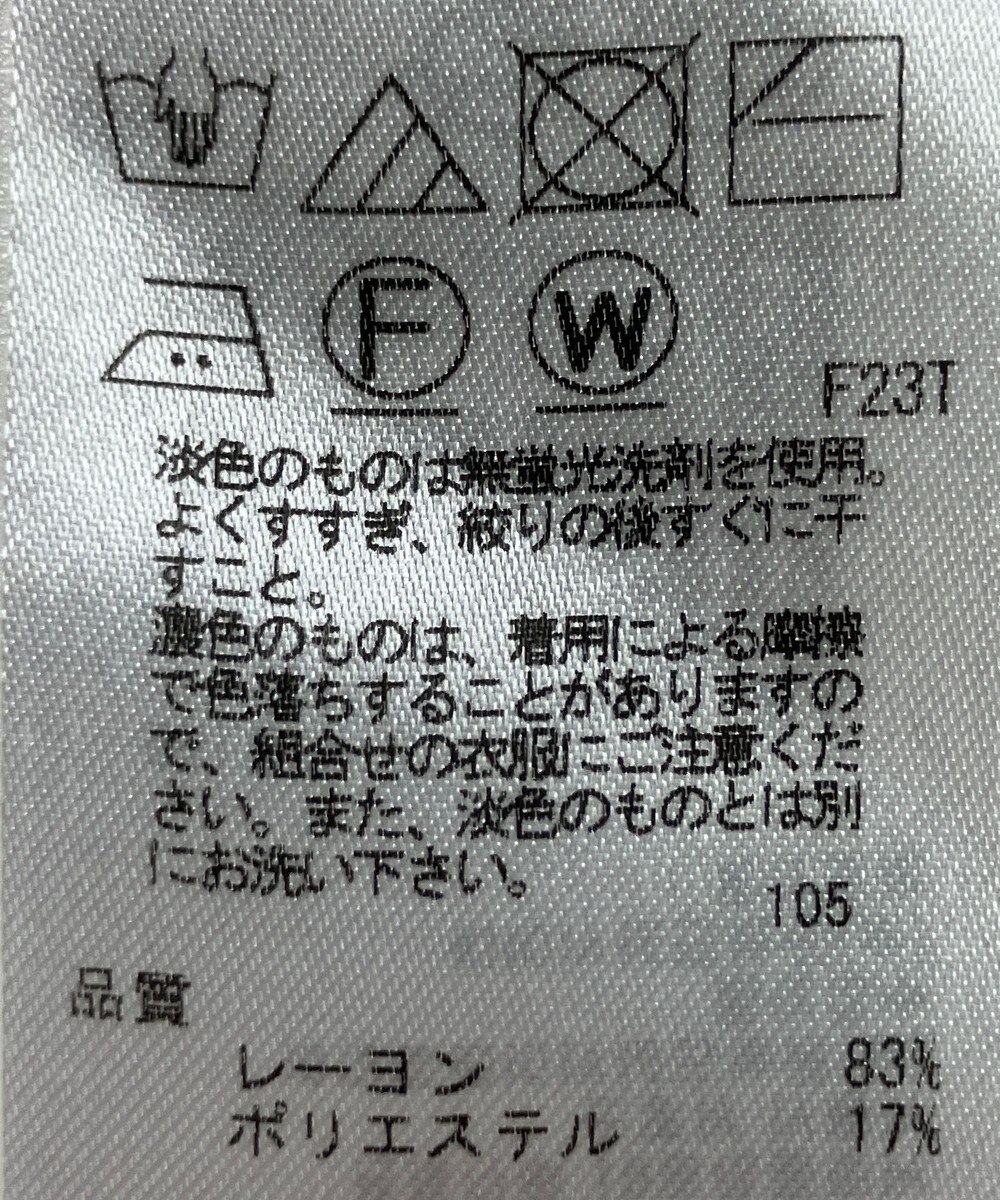 F
W
F23T
淡色のものは無蛍光洗剤を使用。
よくすすぎ、絞りの後すぐに干
すこと。
濃色のものは、着用による摩擦
で色落ちすることがありますの
で、組合せの衣服にご注意くだ
さい。また、淡色のものとは別
にお洗い下さい。
105
品質
レーヨン 83%
ポリエステル 17%